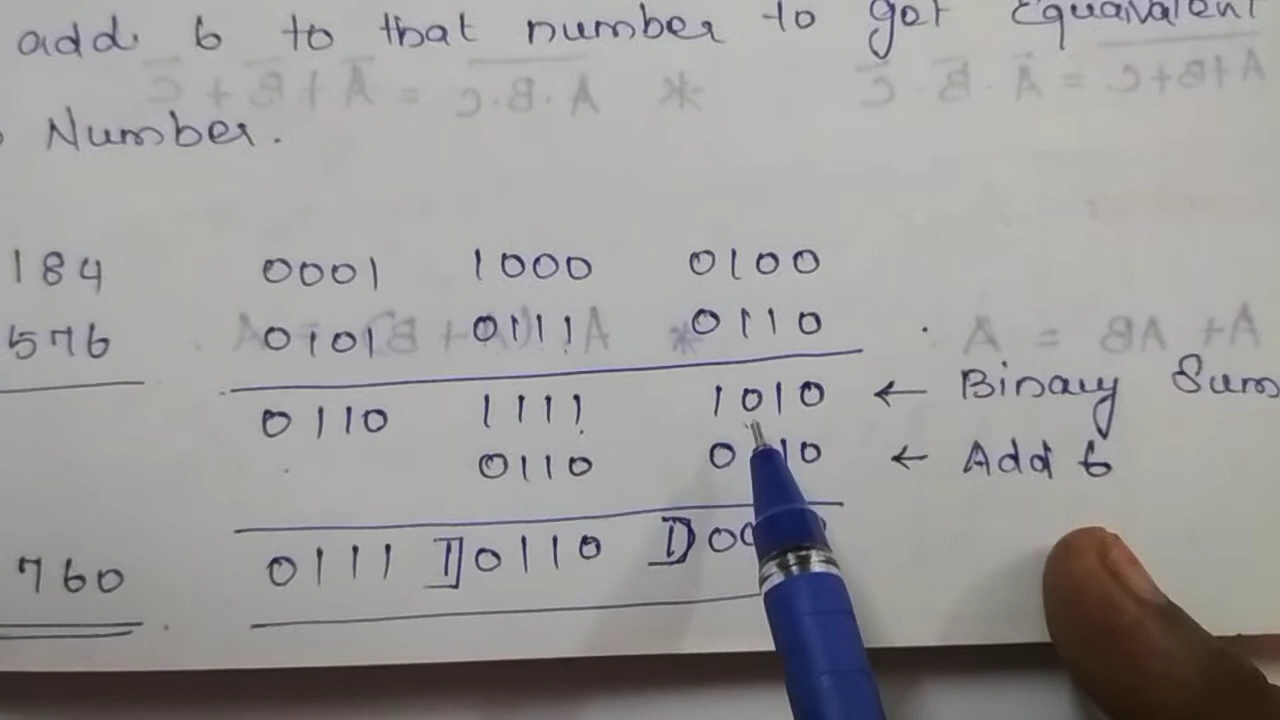 add 6 to that number to get Equivalent
Number.
184 0001 1000 0100
576 0101 0111 0110
0110 1111 1010 ← Binary Sum
0110 0110 ← Add 6
760 0111 1 0110 1